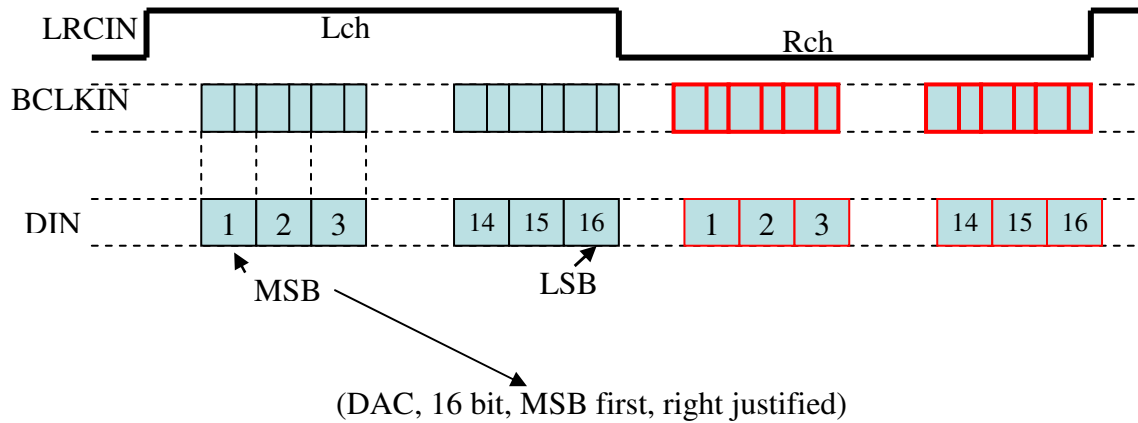 LRCIN Lch Rch
BCLKIN
DIN 1 2 3 14 15 16 1 2 3 14 15 16
MSB LSB
(DAC, 16 bit, MSB first, right justified)